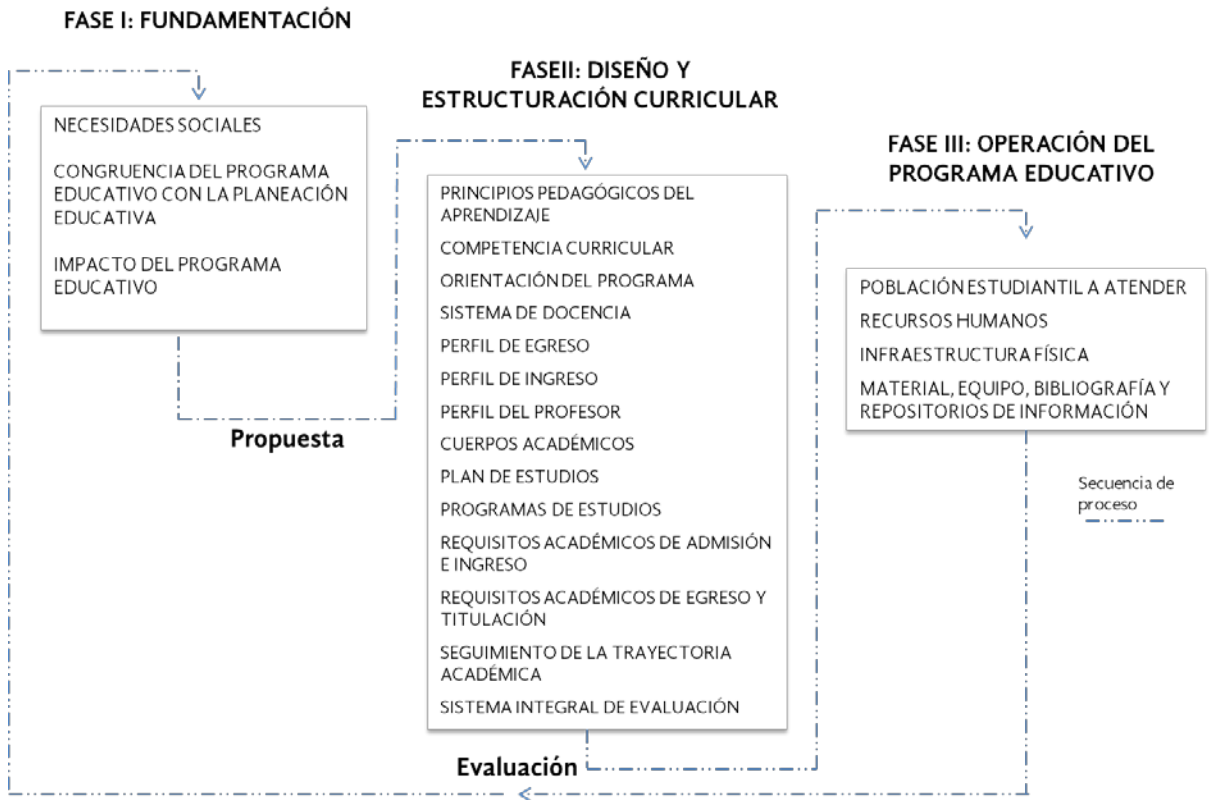 FASE I: FUNDAMENTACIÓN
NECESIDADES SOCIALES
CONGRUENCIA DEL PROGRAMA
EDUCATIVO CON LA PLANEACIÓN
EDUCATIVA
IMPACTO DEL PROGRAMA
EDUCATIVO
Propuesta
FASEII: DISEÑO Y
ESTRUCTURACIÓN CURRICULAR
PRINCIPIOS PEDAGÓGICOS DEL
APRENDIZAJE
COMPETENCIA CURRICULAR
ORIENTACIÓN DEL PROGRAMA
SISTEMA DE DOCENCIA
PERFIL DE EGRESO
PERFIL DE INGRESO
PERFIL DEL PROFESOR
CUERPOS ACADÉMICOS
PLAN DE ESTUDIOS
PROGRAMAS DE ESTUDIOS
REQUISITOS ACADÉMICOS DE ADMISIÓN
E INGRESO
REQUISITOS ACADÉMICOS DE EGRESO Y
TITULACIÓN
SEGUIMIENTO DE LA TRAYECTORIA
ACADÉMICA
SISTEMA INTEGRAL DE EVALUACIÓN
FASE III: OPERACIÓN DEL
PROGRAMA EDUCATIVO
POBLACIÓN ESTUDIANTIL A ATENDER
RECURSOS HUMANOS
INFRAESTRUCTURA FÍSICA
MATERIAL, EQUIPO, BIBLIOGRAFÍA Y
REPOSITORIOS DE INFORMACIÓN
Secuencia de
proceso
Evaluación